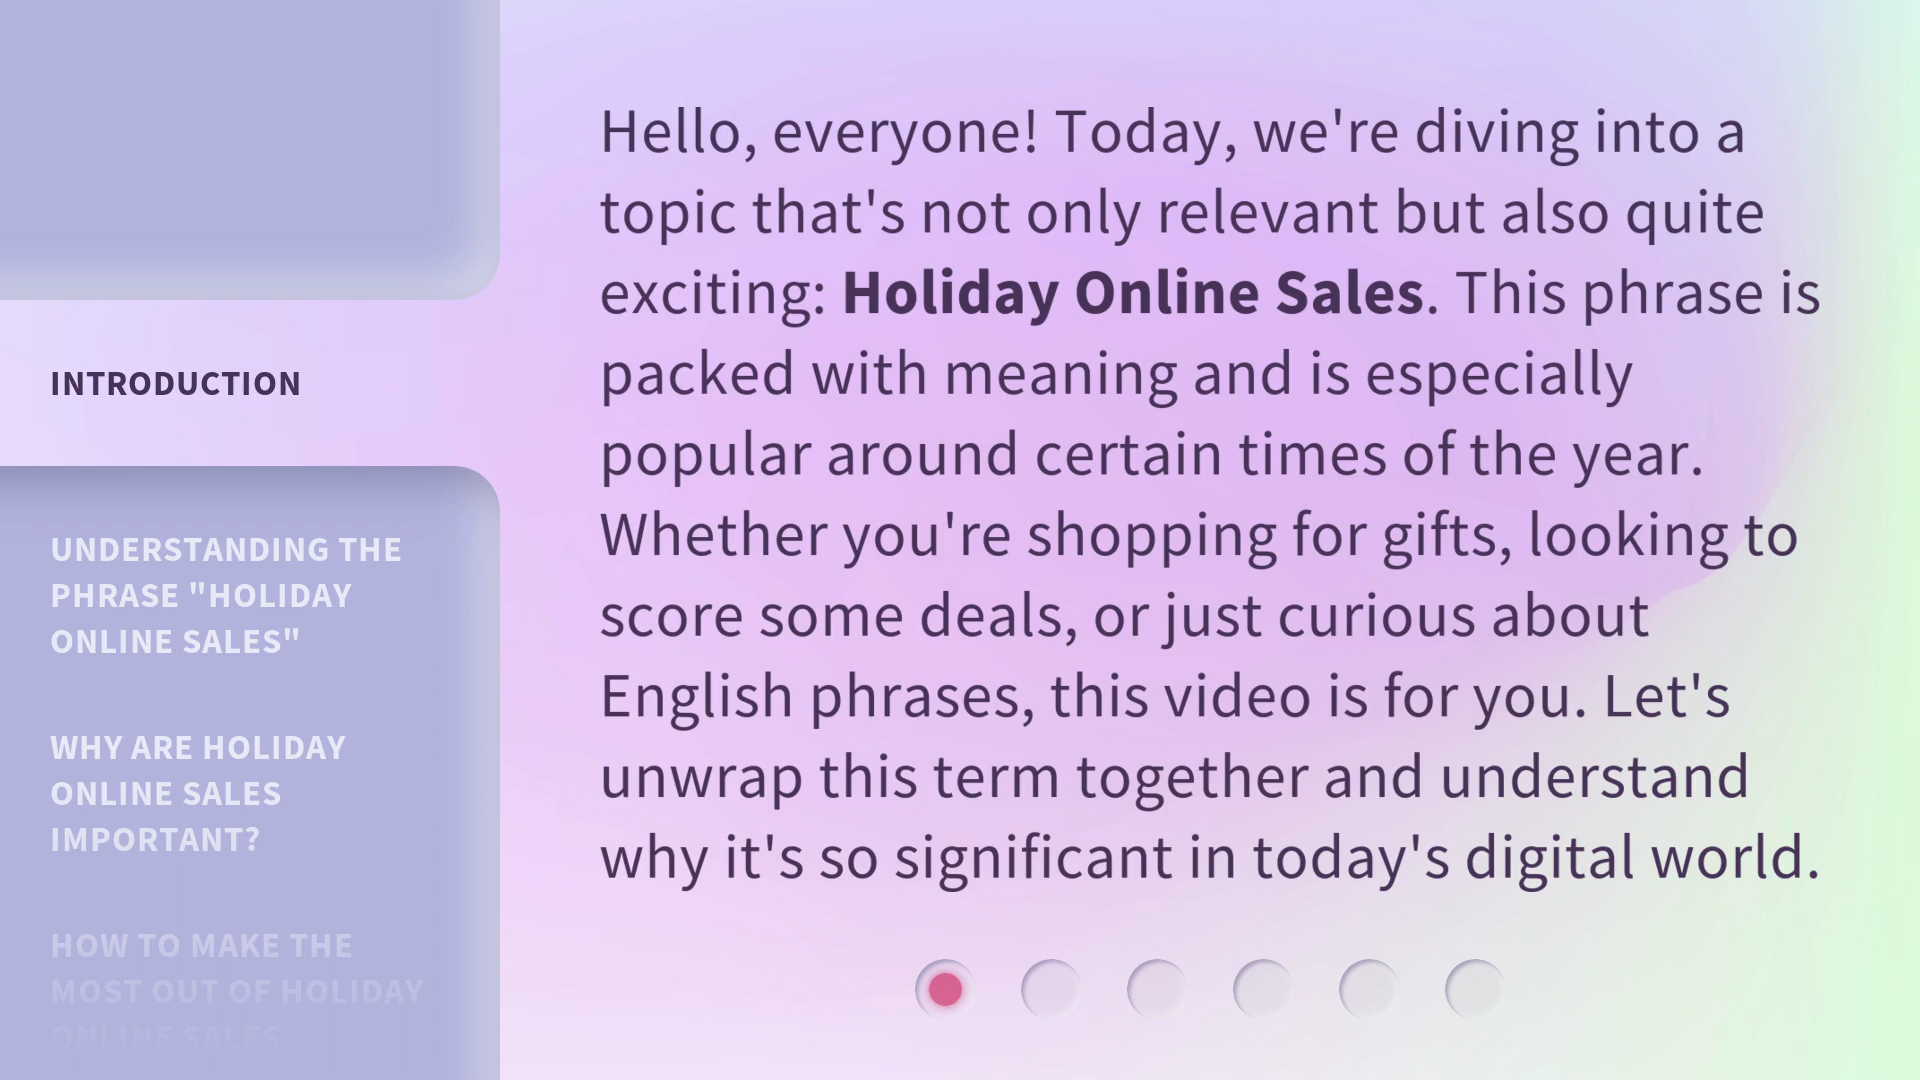 INTRODUCTION
UNDERSTANDING THE
PHRASE "HOLIDAY
ONLINE SALES"
WHY ARE HOLIDAY
ONLINE SALES
IMPORTANT?
HOW TO MAKE THE
MOST OUT OF HOLIDAY
ONLINE SALES
Hello, everyone! Today, we're diving into a
topic that's not only relevant but also quite
exciting: Holiday Online Sales. This phrase is
packed with meaning and is especially
popular around certain times of the year.
Whether you're shopping for gifts, looking to
score some deals, or just curious about
English phrases, this video is for you. Let's
unwrap this term together and understand
why it's so significant in today's digital world.